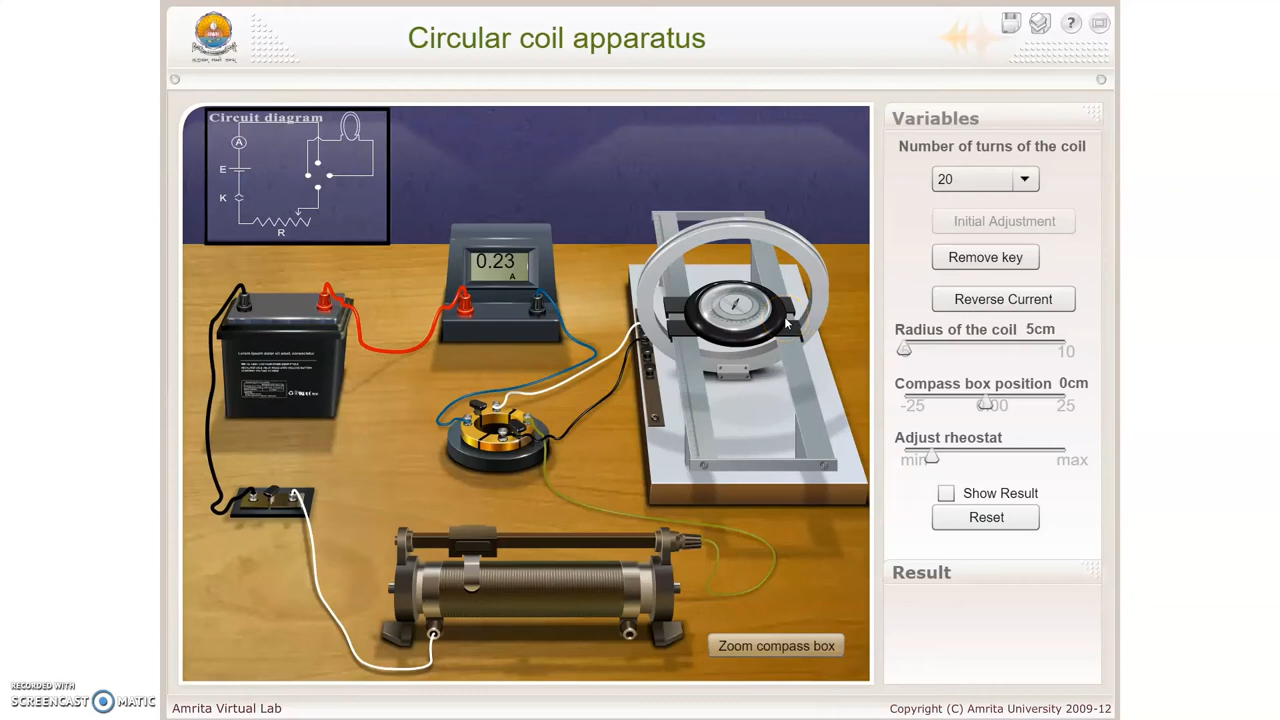 Circular coil apparatus
Circuit diagram
A
E
K
R
0.23
A
Variables
Number of turns of the coil
20
Initial Adjustment
Remove key
Reverse Current
Radius of the coil 5cm
10
Compass box position 0cm
-25 0.00 25
Adjust rheostat
min max
Show Result
Reset
Result
Zoom compass box
RECORDED WITH
SCREENCAST MATIC
Amrita Virtual Lab
Copyright (C) Amrita University 2009-12